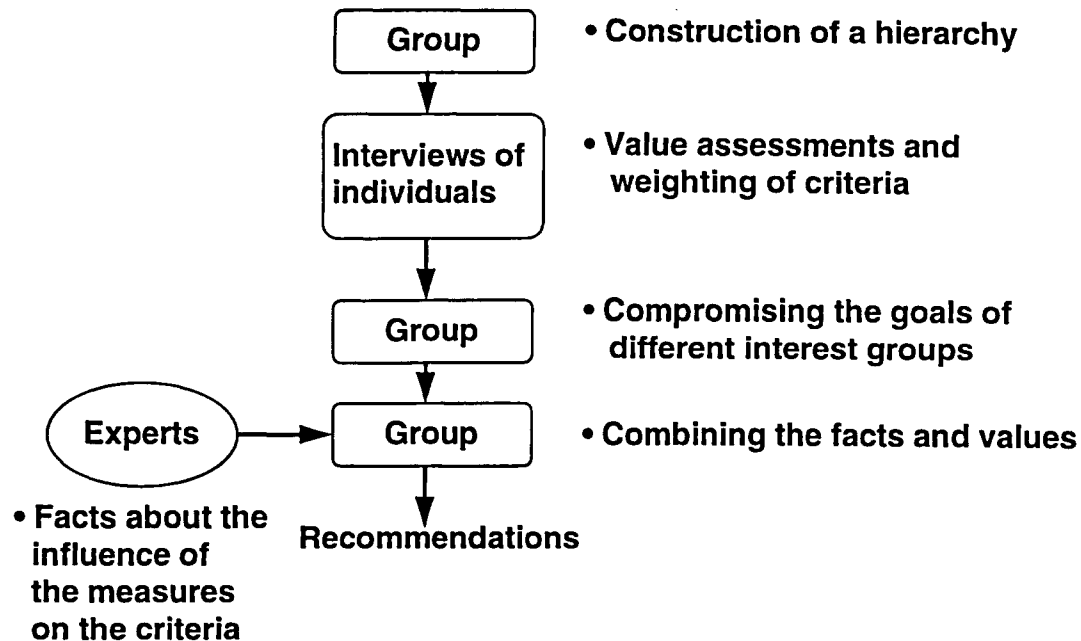 Group
• Construction of a hierarchy
Interviews of
individuals
• Value assessments and
weighting of criteria
Group
• Compromising the goals of
different interest groups
Experts
Group
• Combining the facts and values
• Facts about the
influence of
the measures
on the criteria
Recommendations